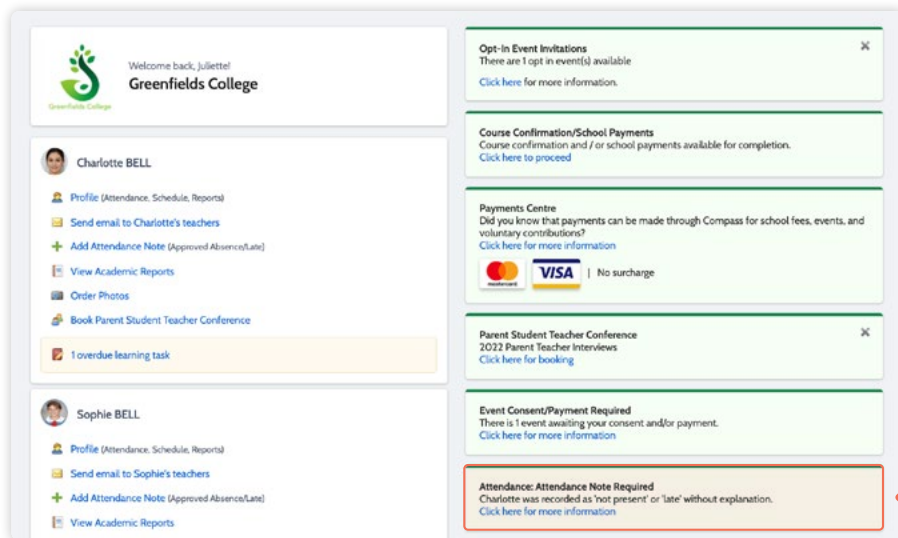 Welcome back, Juliette!
Greenfields College
Greenfields College
Charlotte BELL
Profile (Attendance, Schedule, Reports)
Send email to Charlotte's teachers
Add Attendance Note (Approved Absence/Late)
View Academic Reports
Order Photos
Book Parent Student Teacher Conference
1 overdue learning task
Sophie BELL
Profile (Attendance, Schedule, Reports)
Send email to Sophie's teachers
Add Attendance Note (Approved Absence/Late)
View Academic Reports
Opt-In Event Invitations
There are 1 opt in event(s) available
Click here for more information.
Course Confirmation/School Payments
Course confirmation and / or school payments available for completion.
Click here to proceed
Payments Centre
Did you know that payments can be made through Compass for school fees, events, and
voluntary contributions?
Click here for more information
mastercard VISA | No surcharge
Parent Student Teacher Conference
2022 Parent Teacher Interviews
Click here for booking
Event Consent/Payment Required
There is 1 event awaiting your consent and/or payment.
Click here for more information
Attendance: Attendance Note Required
Charlotte was recorded as 'not present' or 'late' without explanation.
Click here for more information